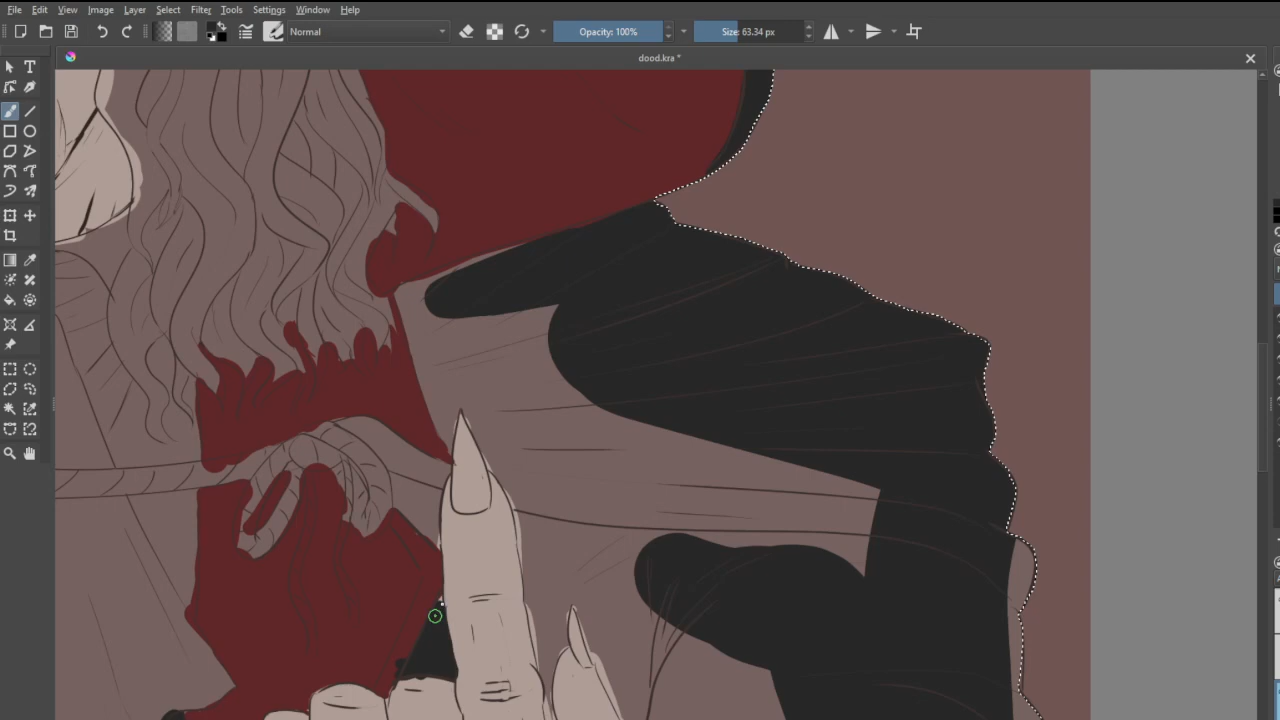 File Edit View Image Layer Select Filter Tools Settings Window Help
Normal Opacity: 100% Size: 63.34 px
dood.kra *